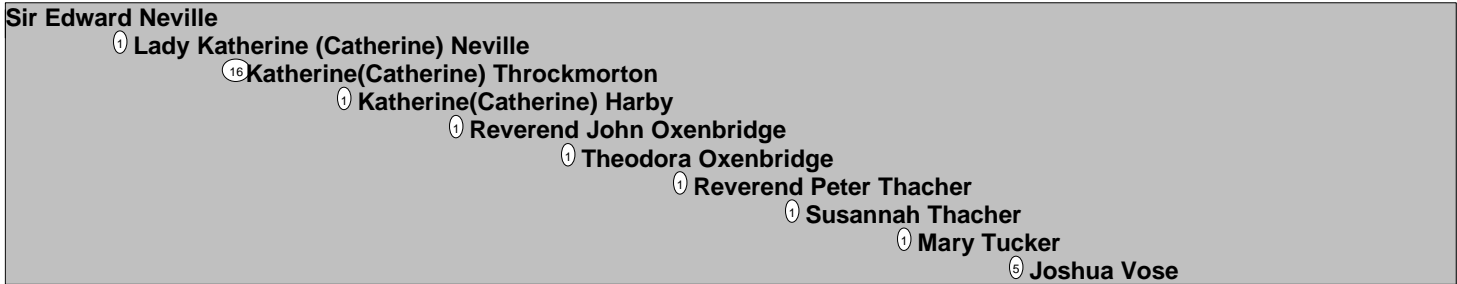 Sir Edward Neville
1 Lady Katherine (Catherine) Neville
16 Katherine(Catherine) Throckmorton
1 Katherine(Catherine) Harby
1 Reverend John Oxenbridge
1 Theodora Oxenbridge
1 Reverend Peter Thacher
1 Susannah Thacher
1 Mary Tucker
5 Joshua Vose